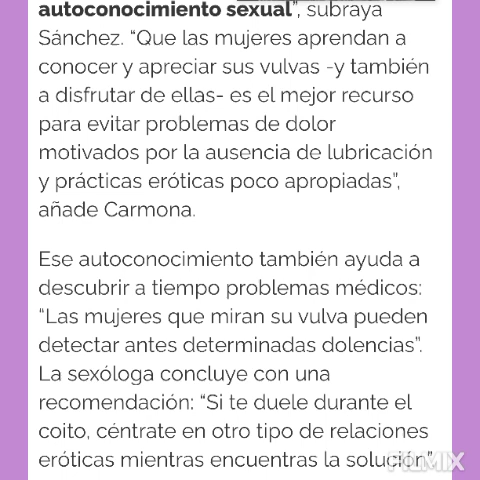 autoconocimiento sexual”, subraya
Sánchez. “Que las mujeres aprendan a
conocer y apreciar sus vulvas -y también
a disfrutar de ellas- es el mejor recurso
para evitar problemas de dolor
motivados por la ausencia de lubricación
y prácticas eróticas poco apropiadas”,
añade Carmona.
Ese autoconocimiento también ayuda a
descubrir a tiempo problemas médicos:
“Las mujeres que miran su vulva pueden
detectar antes determinadas dolencias”.
La sexóloga concluye con una
recomendación: “Si te duele durante el
coito, céntrate en otro tipo de relaciones
eróticas mientras encuentras la solución”
FILMIX